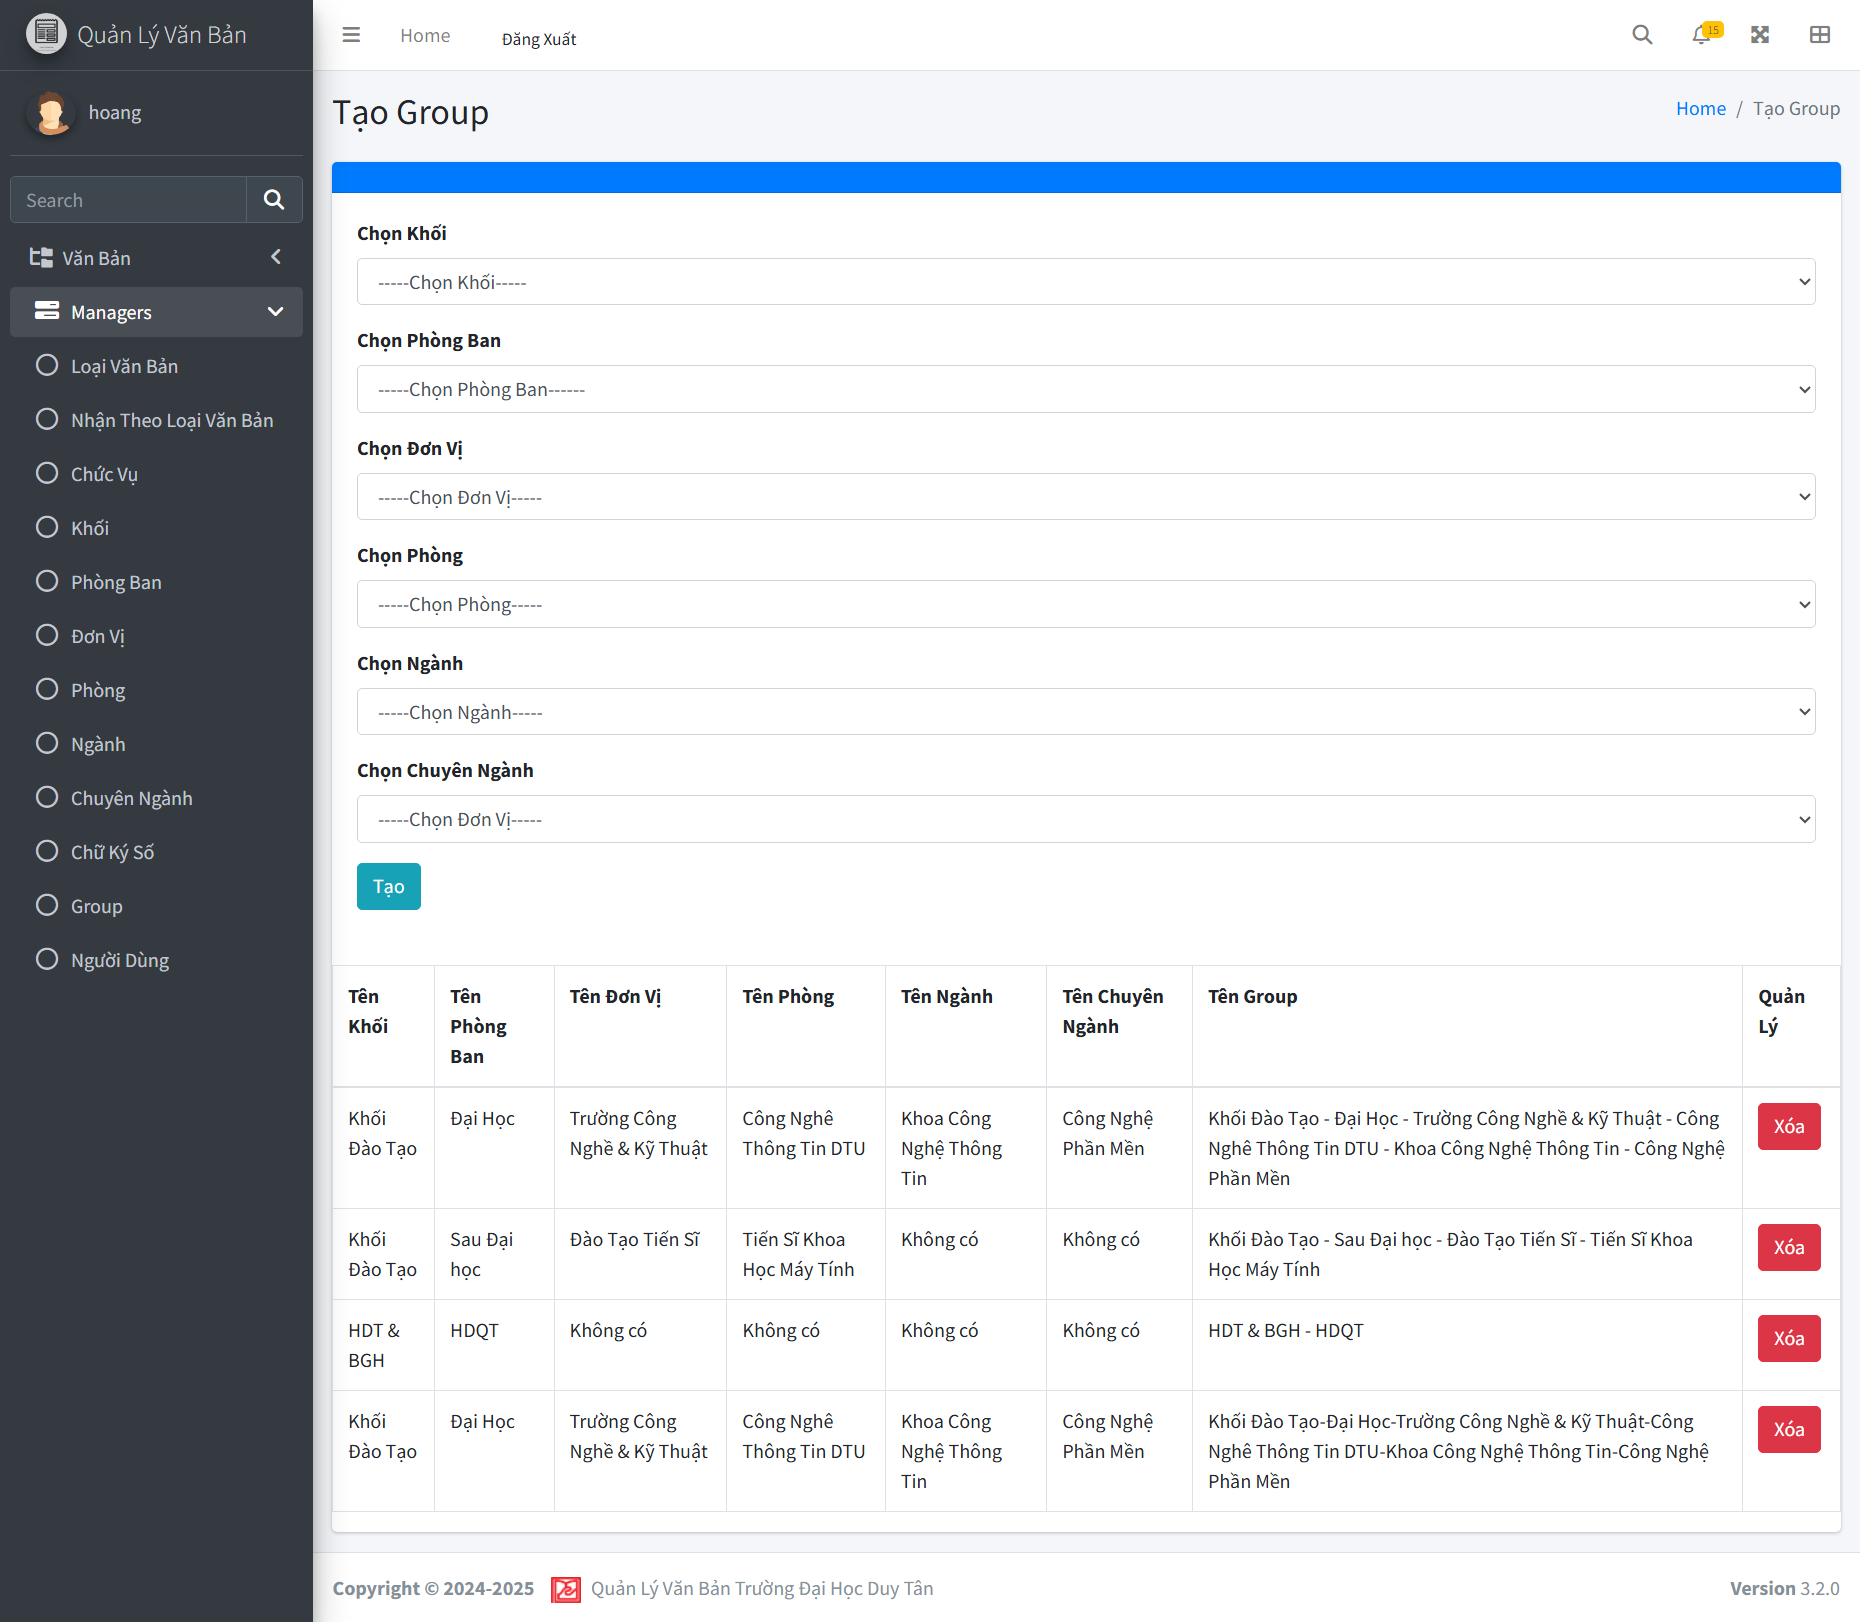 Quản Lý Văn Bản
Home
Đăng Xuất
15
hoang
Search
Văn Bản
Managers
Loại Văn Bản
Nhận Theo Loại Văn Bản
Chức Vụ
Khối
Phòng Ban
Đơn Vị
Phòng
Ngành
Chuyên Ngành
Chữ Ký Số
Group
Người Dùng
Tạo Group
Home / Tạo Group
Chọn Khối
-----Chọn Khối-----
Chọn Phòng Ban
-----Chọn Phòng Ban------
Chọn Đơn Vị
-----Chọn Đơn Vị-----
Chọn Phòng
-----Chọn Phòng-----
Chọn Ngành
-----Chọn Ngành-----
Chọn Chuyên Ngành
-----Chọn Đơn Vị-----
Tạo
Tên
Khối
Tên
Phòng
Ban
Tên Đơn Vị
Tên Phòng
Tên Ngành
Tên Chuyên
Ngành
Tên Group
Quản
Lý
Khối
Đào Tạo
Đại Học
Trường Công
Nghề & Kỹ Thuật
Công Nghê
Thông Tin DTU
Khoa Công
Nghệ Thông
Tin
Công Nghệ
Phần Mền
Khối Đào Tạo - Đại Học - Trường Công Nghề & Kỹ Thuật - Công
Nghê Thông Tin DTU - Khoa Công Nghệ Thông Tin - Công Nghệ
Phần Mền
Xóa
Khối
Đào Tạo
Sau Đại
học
Đào Tạo Tiến Sĩ
Tiến Sĩ Khoa
Học Máy Tính
Không có
Không có
Khối Đào Tạo - Sau Đại học - Đào Tạo Tiến Sĩ - Tiến Sĩ Khoa
Học Máy Tính
Xóa
HDT &
BGH
HDQT
Không có
Không có
Không có
Không có
HDT & BGH - HDQT
Xóa
Khối
Đào Tạo
Đại Học
Trường Công
Nghề & Kỹ Thuật
Công Nghê
Thông Tin DTU
Khoa Công
Nghệ Thông
Tin
Công Nghệ
Phần Mền
Khối Đào Tạo-Đại Học-Trường Công Nghề & Kỹ Thuật-Công
Nghê Thông Tin DTU-Khoa Công Nghệ Thông Tin-Công Nghệ
Phần Mền
Xóa
Copyright © 2024-2025 Quản Lý Văn Bản Trường Đại Học Duy Tân
Version 3.2.0